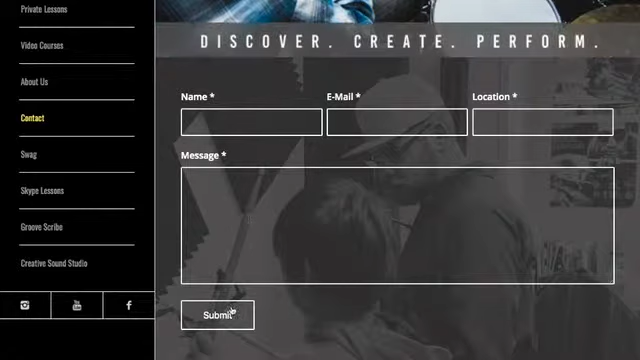 Private Lessons
Video Courses
About Us
Contact
Swag
Skype Lessons
Groove Scribe
Creative Sound Studio
DISCOVER. CREATE. PERFORM.
Name *
E-Mail *
Location *
Message *
Submit